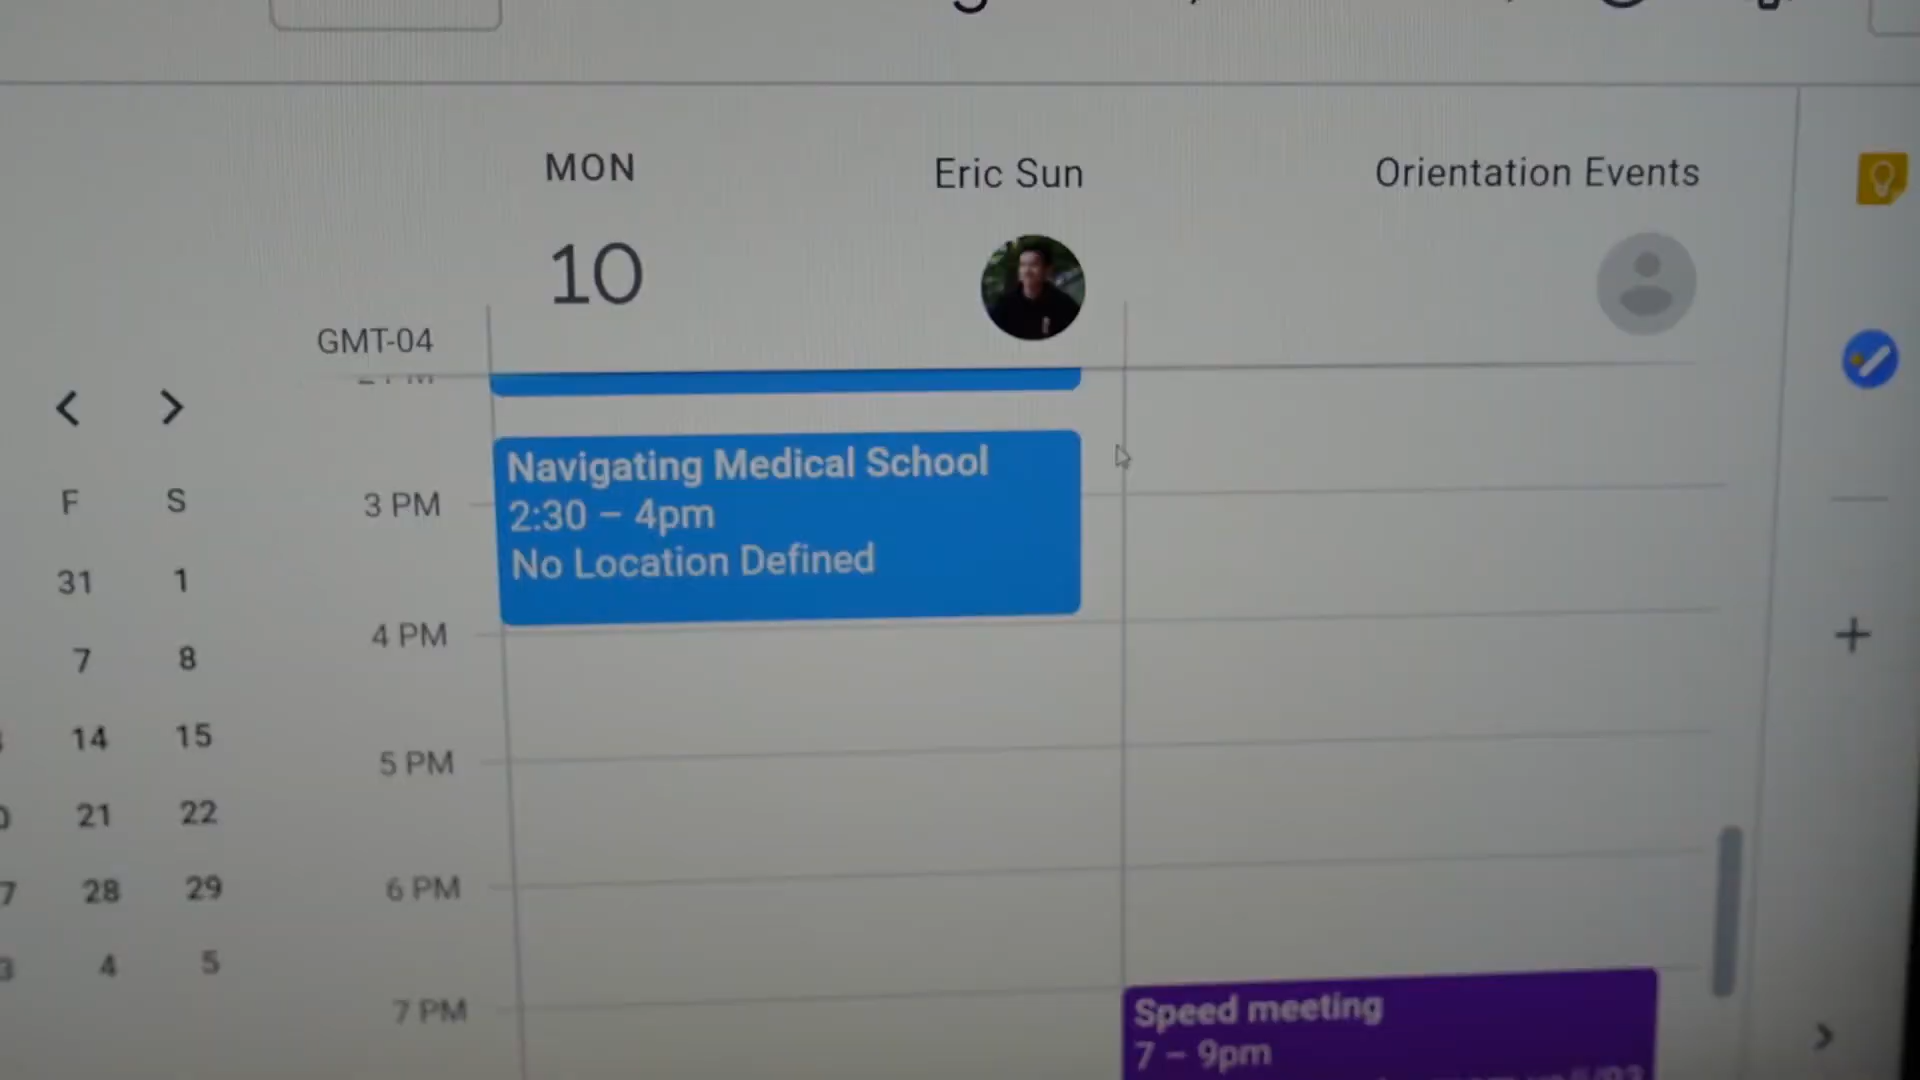 MON
Eric Sun
Orientation Events
10
GMT-04
F S
Navigating Medical School
2:30 – 4pm
No Location Defined
3 PM
31 1
4 PM
7 8
14 15
5 PM
21 22
6 PM
28 29
4 5
7 PM
Speed meeting
7 – 9pm